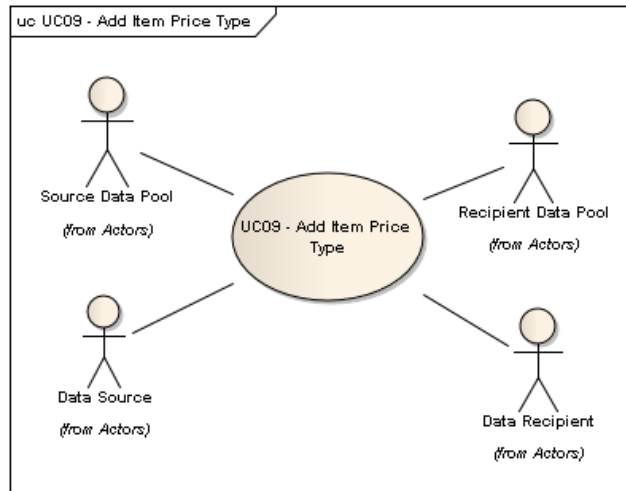 uc UC09 - Add Item Price Type
Source Data Pool
(from Actors)
Recipient Data Pool
(from Actors)
UC09 - Add Item Price
Type
Data Source
(from Actors)
Data Recipient
(from Actors)